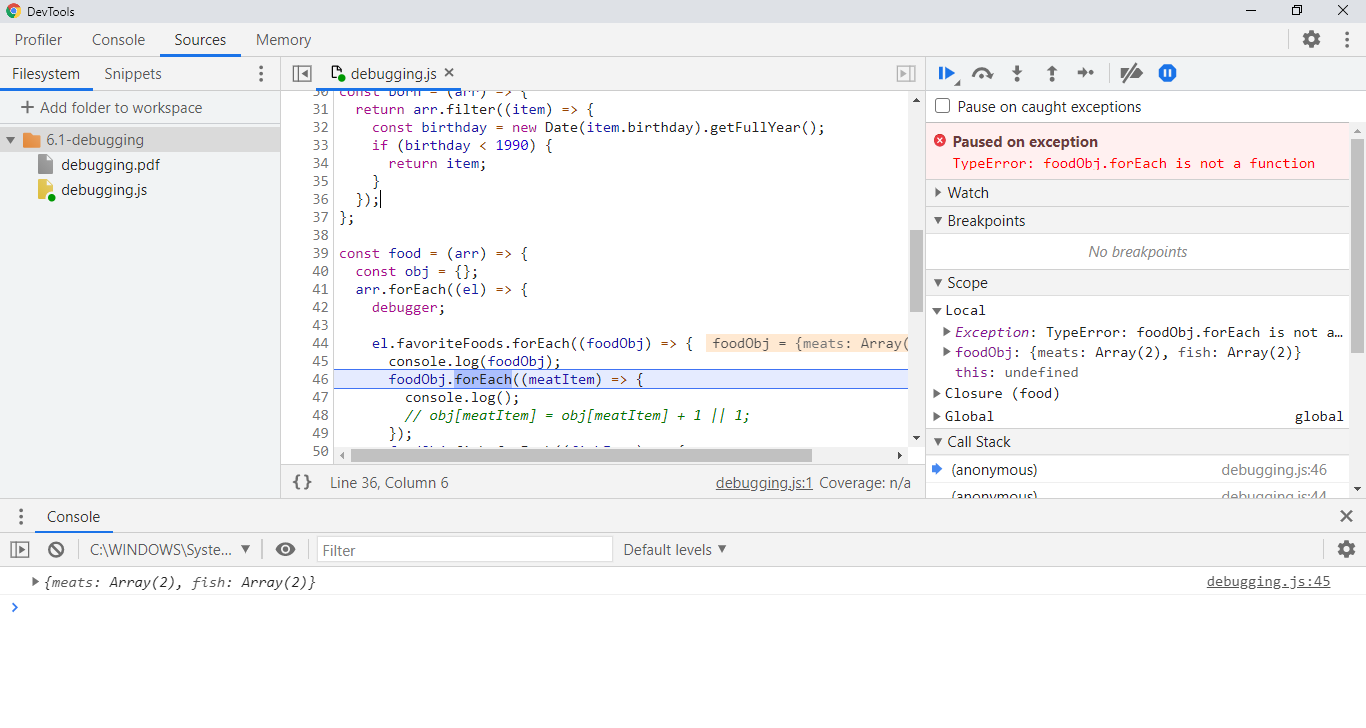 DevTools
Profiler Console Sources Memory
Filesystem Snippets
debugging.js
Add folder to workspace
6.1-debugging
debugging.pdf
debugging.js
30 const born = (arr) => {
31 return arr.filter((item) => {
32 const birthday = new Date(item.birthday).getFullYear();
33 if (birthday < 1990) {
34 return item;
35 }
36 });
37 };
38
39 const food = (arr) => {
40 const obj = {};
41 arr.forEach((el) => {
42 debugger;
43
44 el.favoriteFoods.forEach((foodObj) => { foodObj = {meats: Array(
45 console.log(foodObj);
46 foodObj.forEach((meatItem) => {
47 console.log();
48 // obj[meatItem] = obj[meatItem] + 1 || 1;
49 });
50
{} Line 36, Column 6 debugging.js:1 Coverage: n/a
Pause on caught exceptions
Paused on exception
TypeError: foodObj.forEach is not a function
Watch
Breakpoints
No breakpoints
Scope
Local
Exception: TypeError: foodObj.forEach is not a…
foodObj: {meats: Array(2), fish: Array(2)}
this: undefined
Closure (food)
Global global
Call Stack
(anonymous) debugging.js:46
(anonymous) debugging.js:44
Console
C:\WINDOWS\Syste... Filter Default levels
{meats: Array(2), fish: Array(2)} debugging.js:45